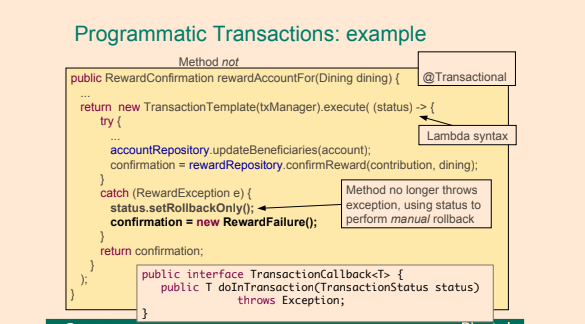 Programmatic Transactions: example
Method not
@Transactional
public RewardConfirmation rewardAccountFor(Dining dining) {
...
return new TransactionTemplate(txManager).execute( (status) -> {
Lambda syntax
try {
...
accountRepository.updateBeneficiaries(account);
confirmation = rewardRepository.confirmReward(contribution, dining);
}
catch (RewardException e) {
status.setRollbackOnly();
confirmation = new RewardFailure();
Method no longer throws
exception, using status to
perform manual rollback
}
return confirmation;
}
);
}
public interface TransactionCallback<T> {
public T doInTransaction(TransactionStatus status)
throws Exception;
}